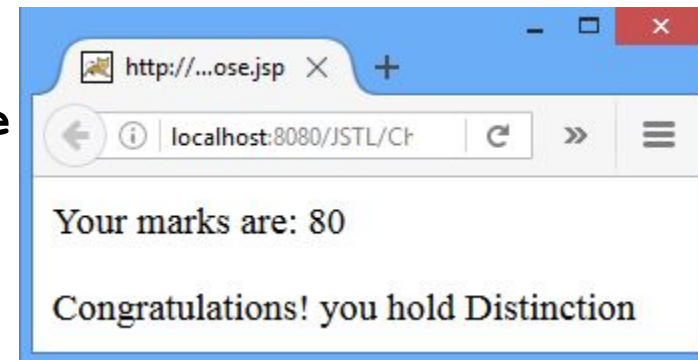 http://...ose.jsp
e
localhost:8080/JSTL/Ch
Your marks are: 80
Congratulations! you hold Distinction